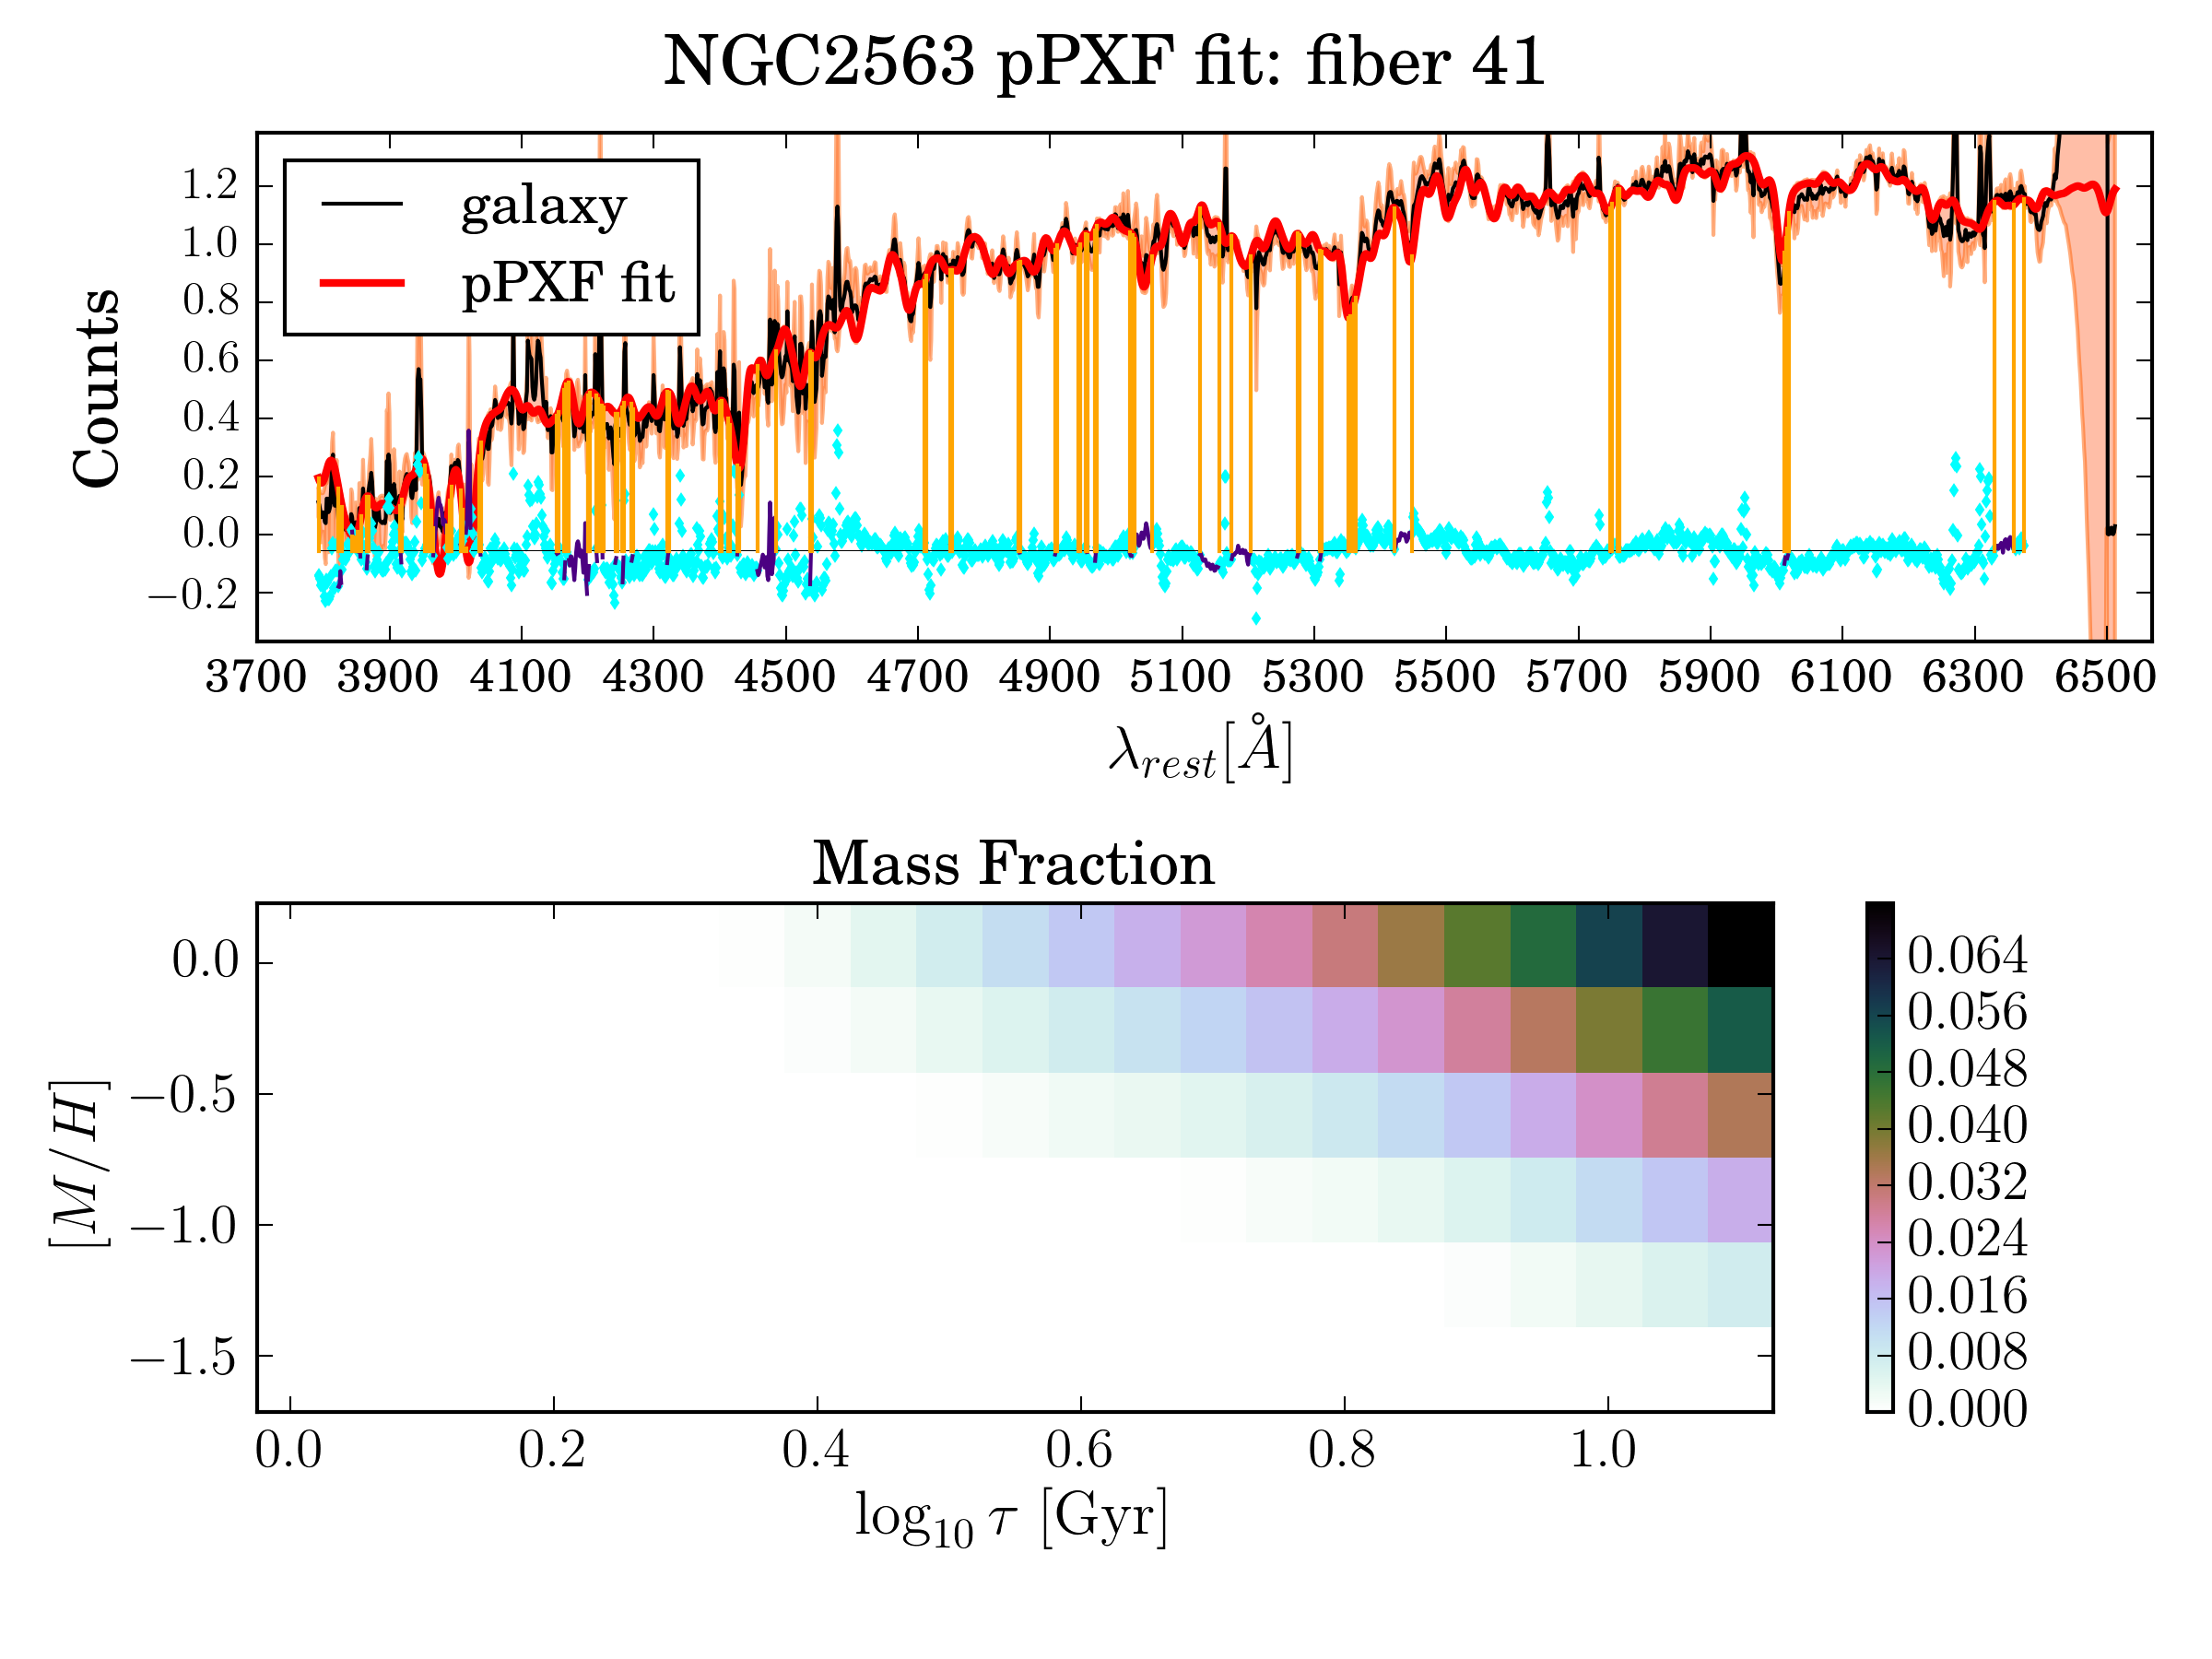 NGC2563 pPXF fit: fiber 41
galaxy
pPXF fit
Counts
1.2
1.0
0.8
0.6
0.4
0.2
0.0
−0.2
3700 3900 4100 4300 4500 4700 4900 5100 5300 5500 5700 5900 6100 6300 6500
λrest[Å]
Mass Fraction
[M/H]
0.0
−0.5
−1.0
−1.5
0.0 0.2 0.4 0.6 0.8 1.0
log10 τ [Gyr]
0.064
0.056
0.048
0.040
0.032
0.024
0.016
0.008
0.000